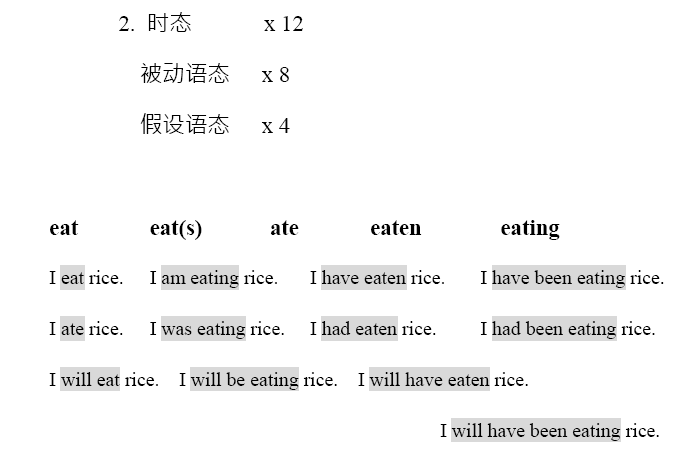 2. 时态 x 12
被动语态 x 8
假设语态 x 4
eat eat(s) ate eaten eating
I eat rice. I am eating rice. I have eaten rice. I have been eating rice.
I ate rice. I was eating rice. I had eaten rice. I had been eating rice.
I will eat rice. I will be eating rice. I will have eaten rice.
I will have been eating rice.